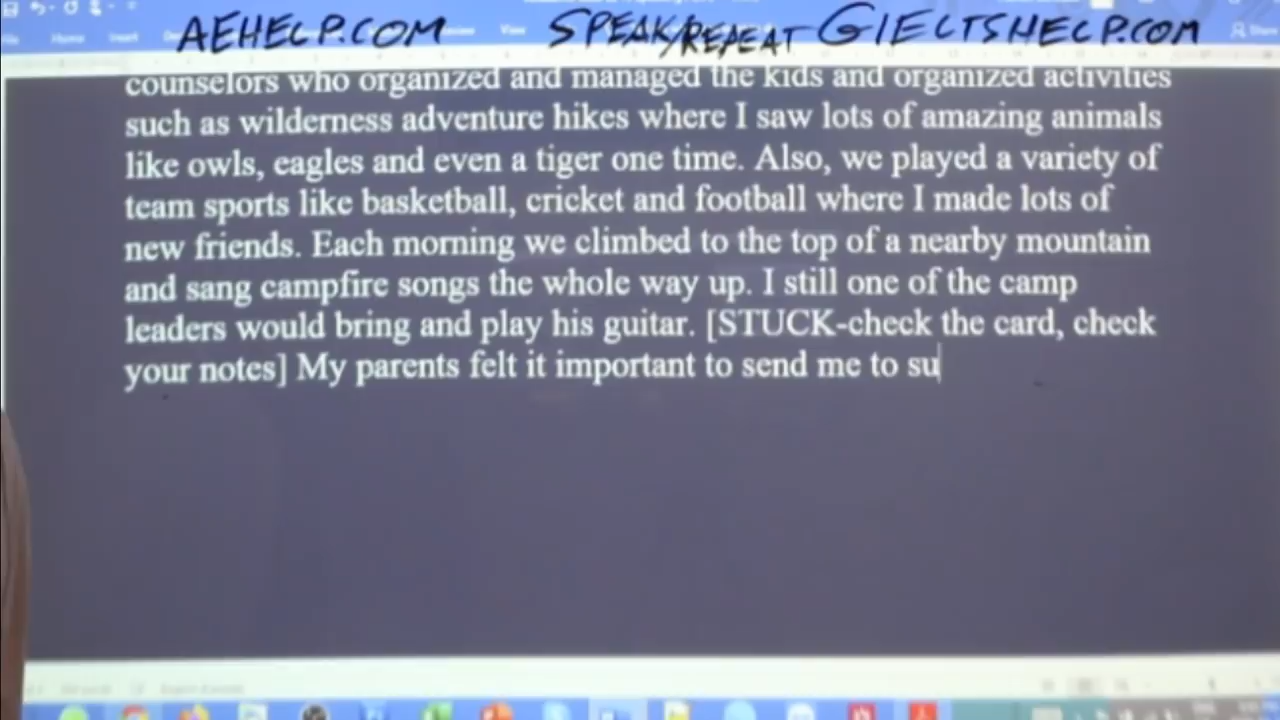 AEHELP.COM SPEAK/REPEAT GIELTSHELP.COM
Home Insert View Share
counselors who organized and managed the kids and organized activities
such as wilderness adventure hikes where I saw lots of amazing animals
like owls, eagles and even a tiger one time. Also, we played a variety of
team sports like basketball, cricket and football where I made lots of
new friends. Each morning we climbed to the top of a nearby mountain
and sang campfire songs the whole way up. I still one of the camp
leaders would bring and play his guitar. [STUCK-check the card, check
your notes] My parents felt it important to send me to su